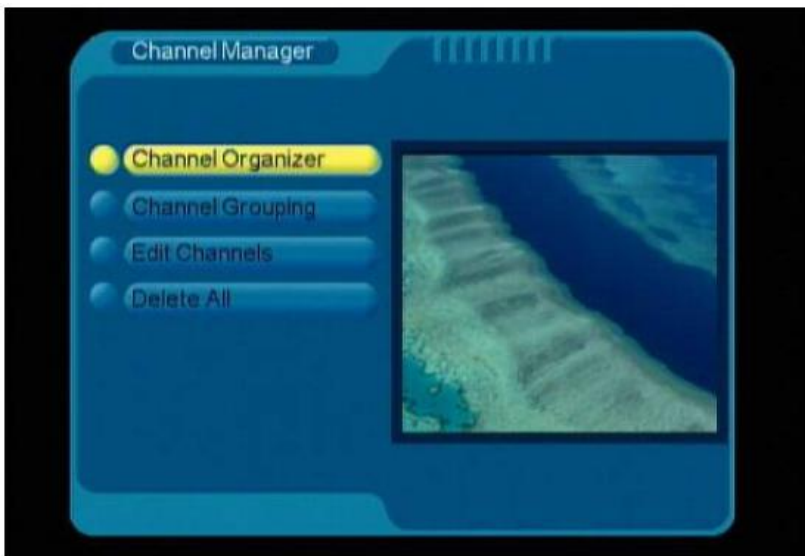 Channel Manager
Channel Organizer
Channel Grouping
Edit Channels
Delete All